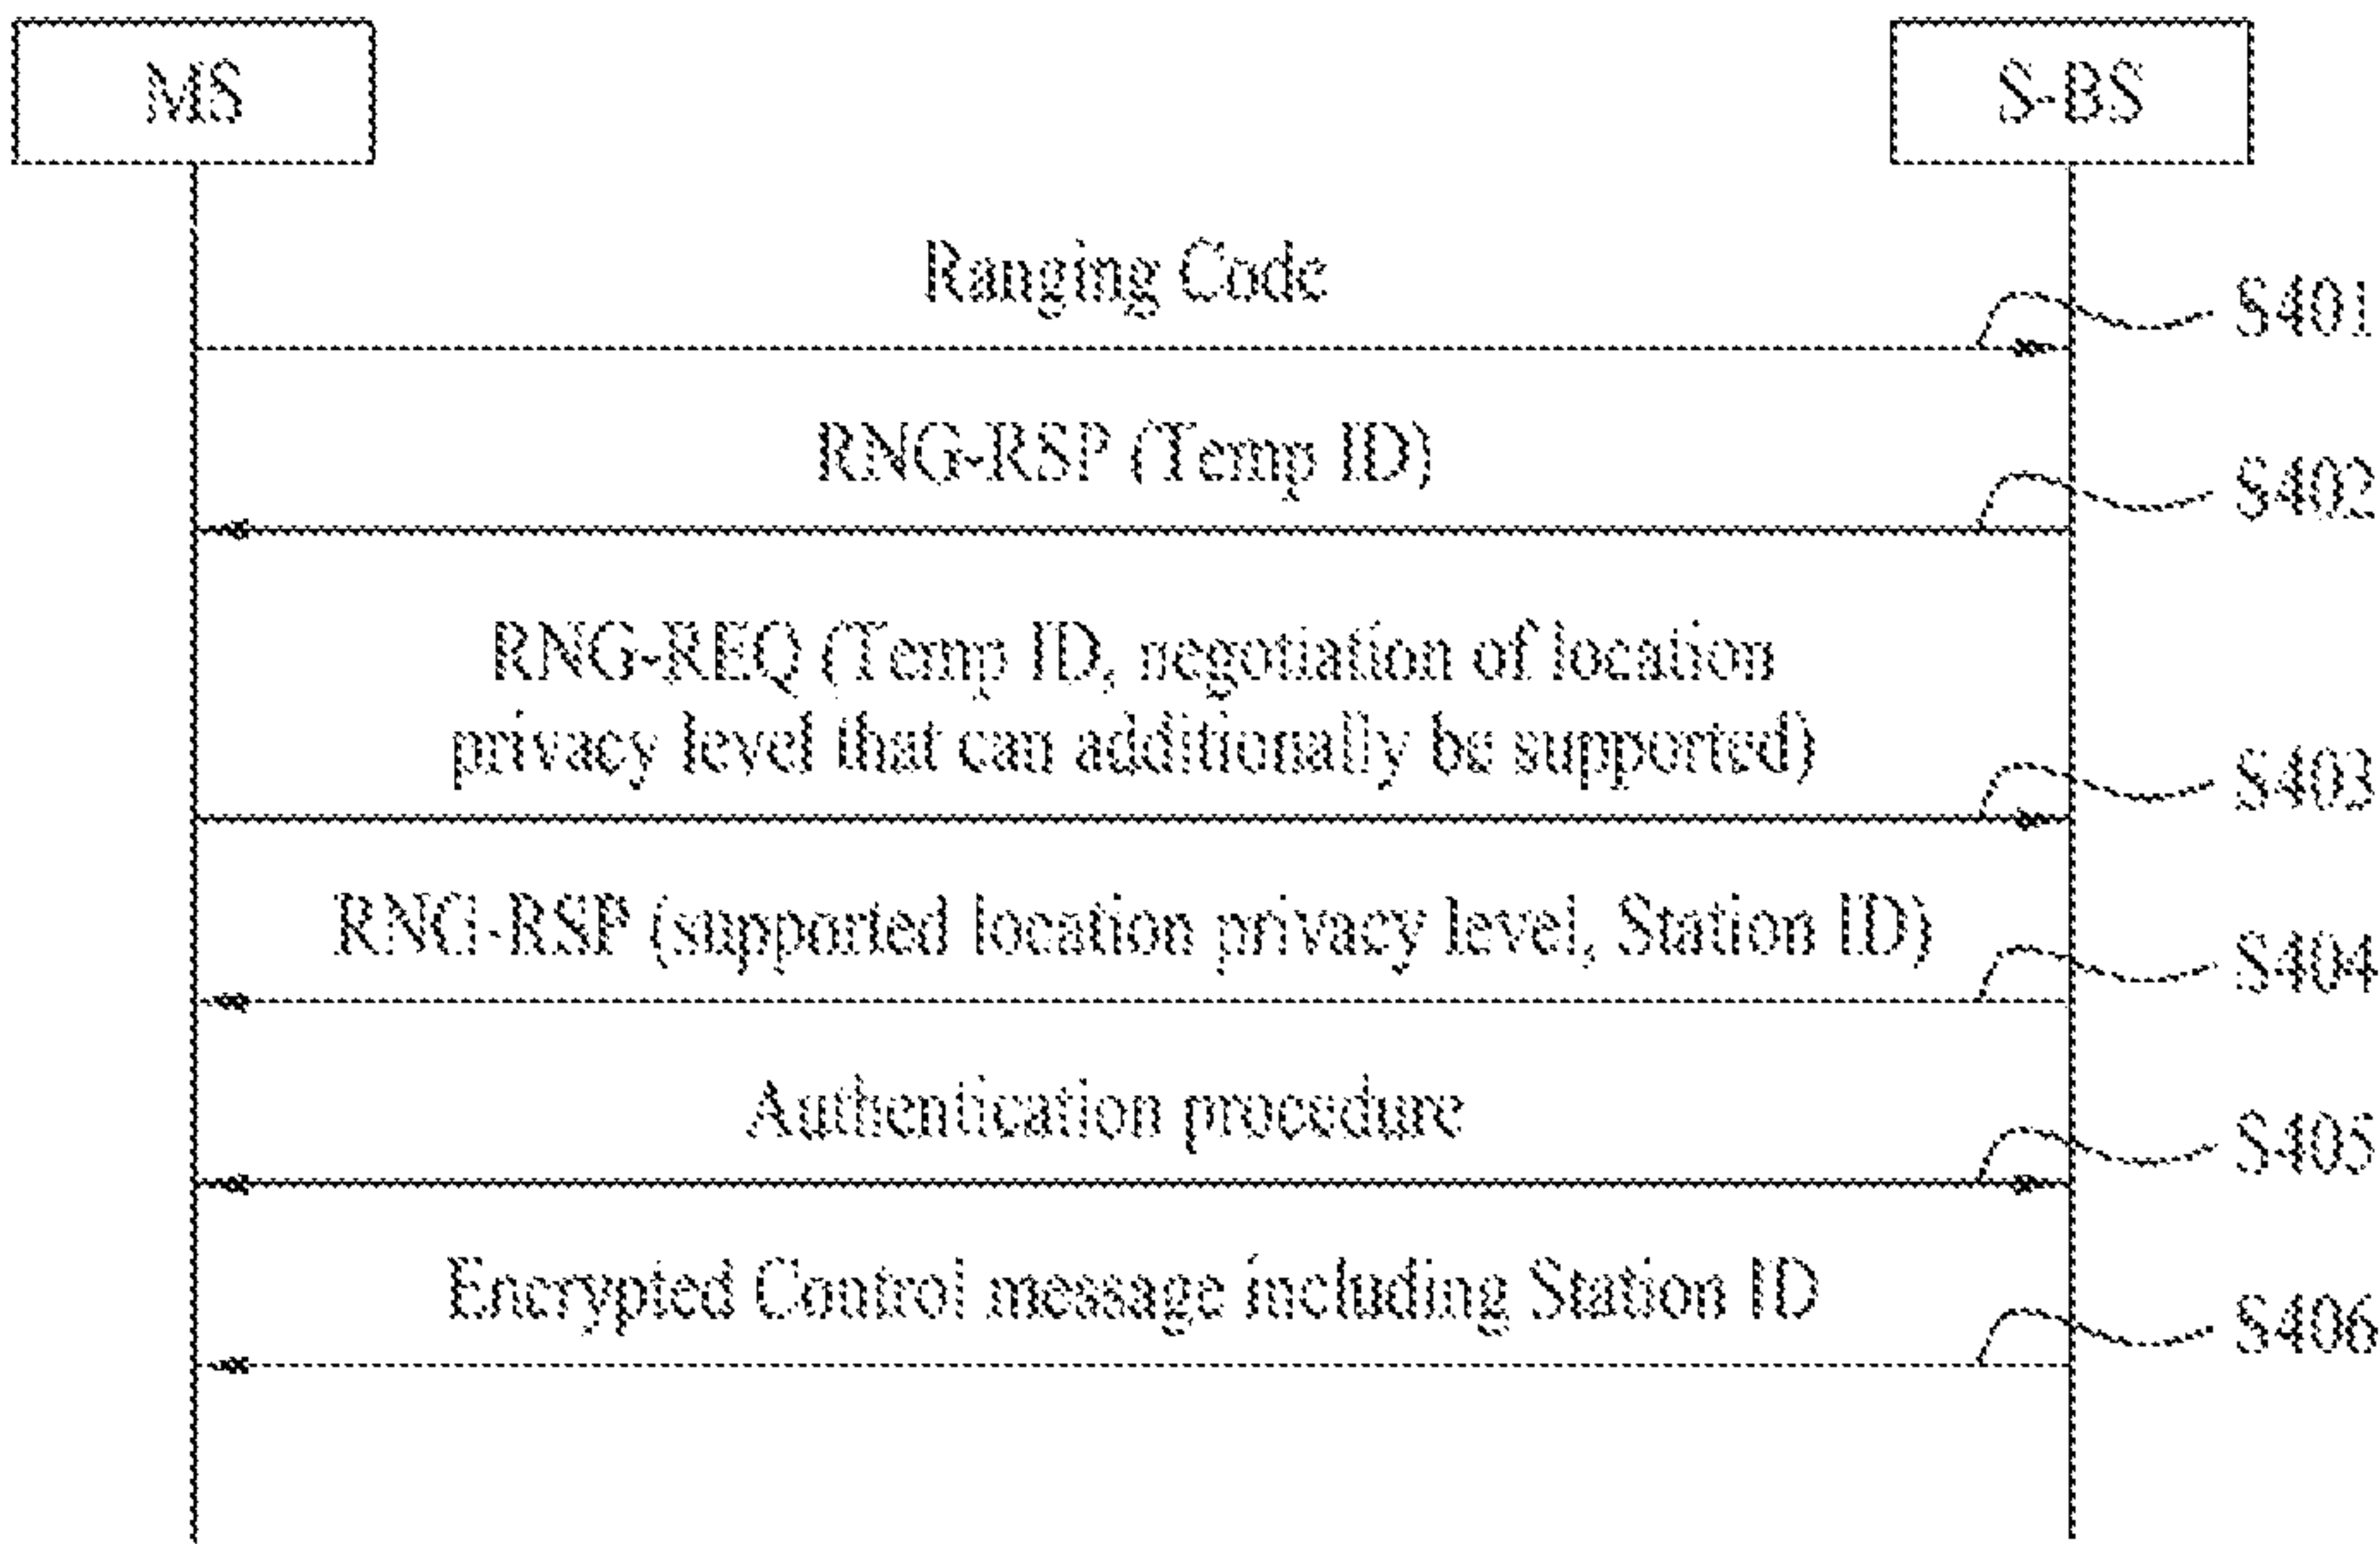 MS
S-BS
Ranging Code
S401
RNG-RSP (Temp ID)
S402
RNG-REQ (Temp ID, negotiation of location
privacy level that can additionally be supported)
S403
RNG-RSP (supported location privacy level, Station ID)
S404
Authentication procedure
S405
Encrypted Control message including Station ID
S406